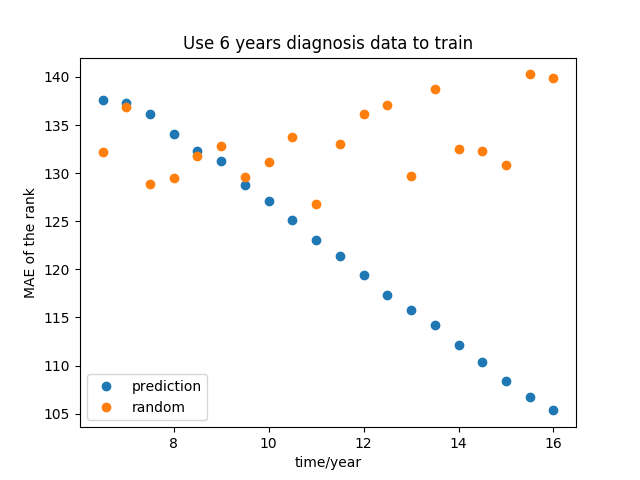 Use 6 years diagnosis data to train
MAE of the rank
140
135
130
125
120
115
110
105
prediction
random
8 10 12 14 16
time/year